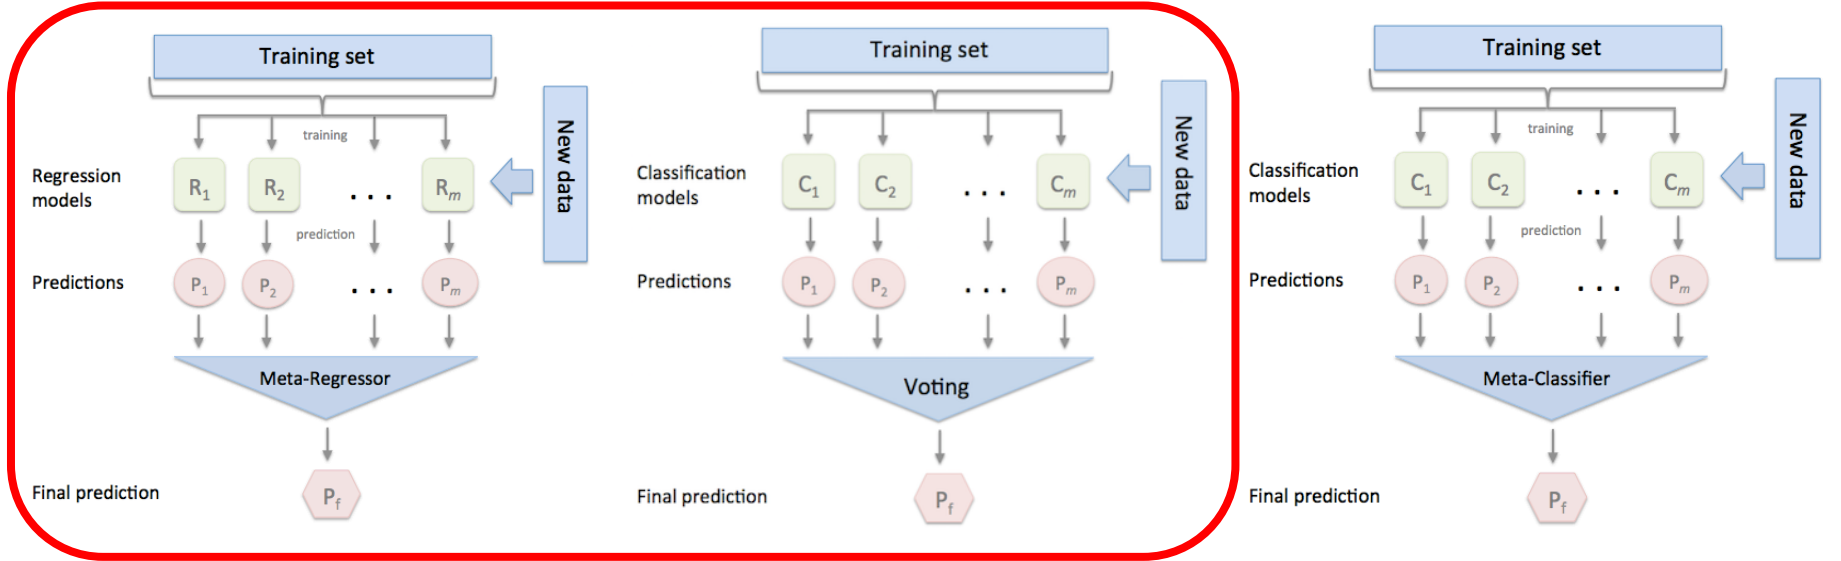 Training set
training
New data
Regression
models
R1 R2 ... Rm
prediction
Predictions
P1 P2 ... Pm
Meta-Regressor
Final prediction
Pf
Training set
New data
Classification
models
C1 C2 ... Cm
Predictions
P1 P2 ... Pm
Voting
Final prediction
Pf
Training set
training
New data
Classification
models
C1 C2 ... Cm
prediction
Predictions
P1 P2 ... Pm
Meta-Classifier
Final prediction
Pf